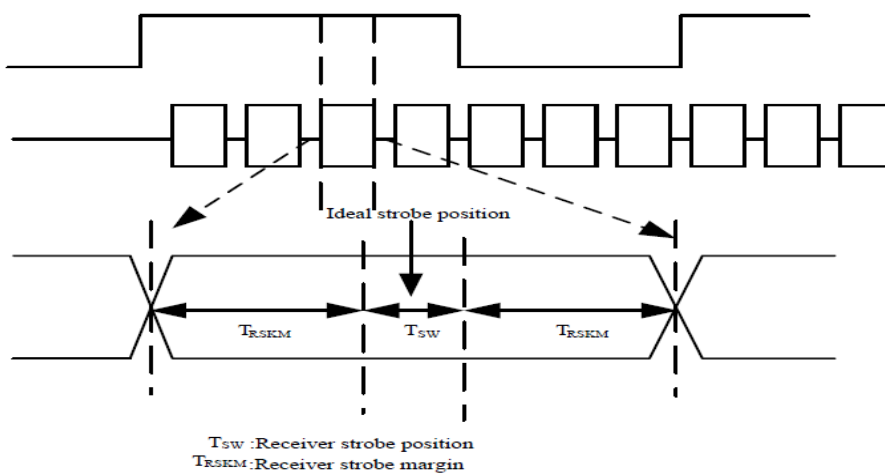 Ideal strobe position
TRSKM
TSW
TRSKM
TSW :Receiver strobe position
TRSKM:Receiver strobe margin